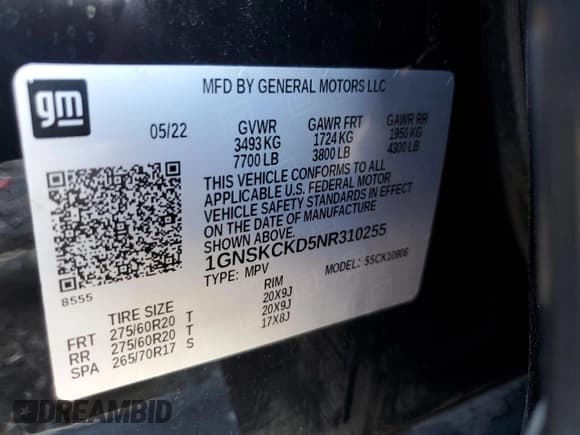 gm
MFD BY GENERAL MOTORS LLC
05/22 GVWR GAWR FRT GAWR RR
3493 KG 1724 KG 1950 KG
7700 LB 3800 LB 4300 LB
THIS VEHICLE CONFORMS TO ALL
APPLICABLE U.S. FEDERAL MOTOR
VEHICLE SAFETY STANDARDS IN EFFECT
ON THE DATE OF MANUFACTURE
SHOWN ABOVE.
1GNSKCKD5NR310255
TYPE: MPV MODEL: 55CK10906
8555
TIRE SIZE RIM
FRT 275/60R20 T 20X9J
RR 275/60R20 T 20X9J
SPA 265/70R17 S 17X8J
DREAMBID